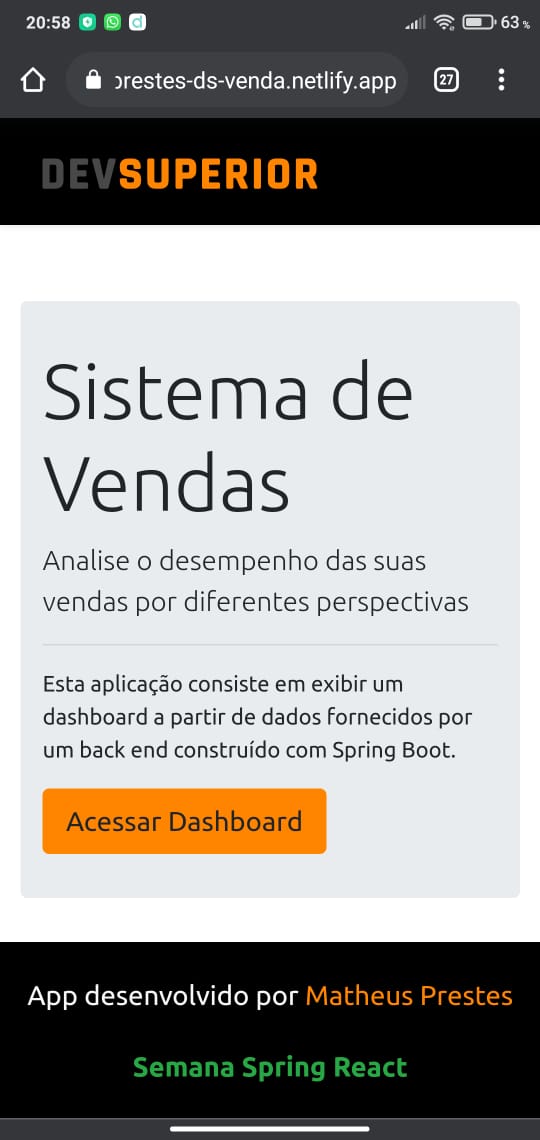 20:58
63 %
prestes-ds-venda.netlify.app
27
DEVSUPERIOR
Sistema de
Vendas
Analise o desempenho das suas
vendas por diferentes perspectivas
Esta aplicação consiste em exibir um
dashboard a partir de dados fornecidos por
um back end construído com Spring Boot.
Acessar Dashboard
App desenvolvido por Matheus Prestes
Semana Spring React